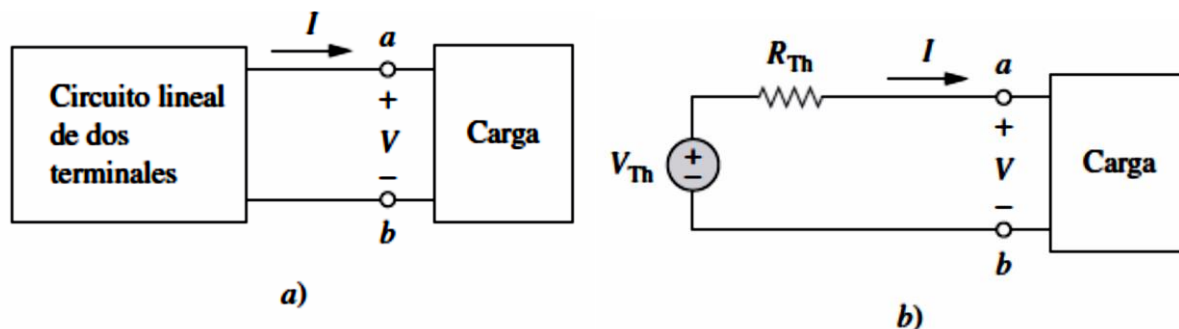 I
a
Circuito lineal
de dos
terminales
+
V
−
Carga
b
a)
R_Th
I
a
V_Th
+
−
+
V
−
Carga
b
b)